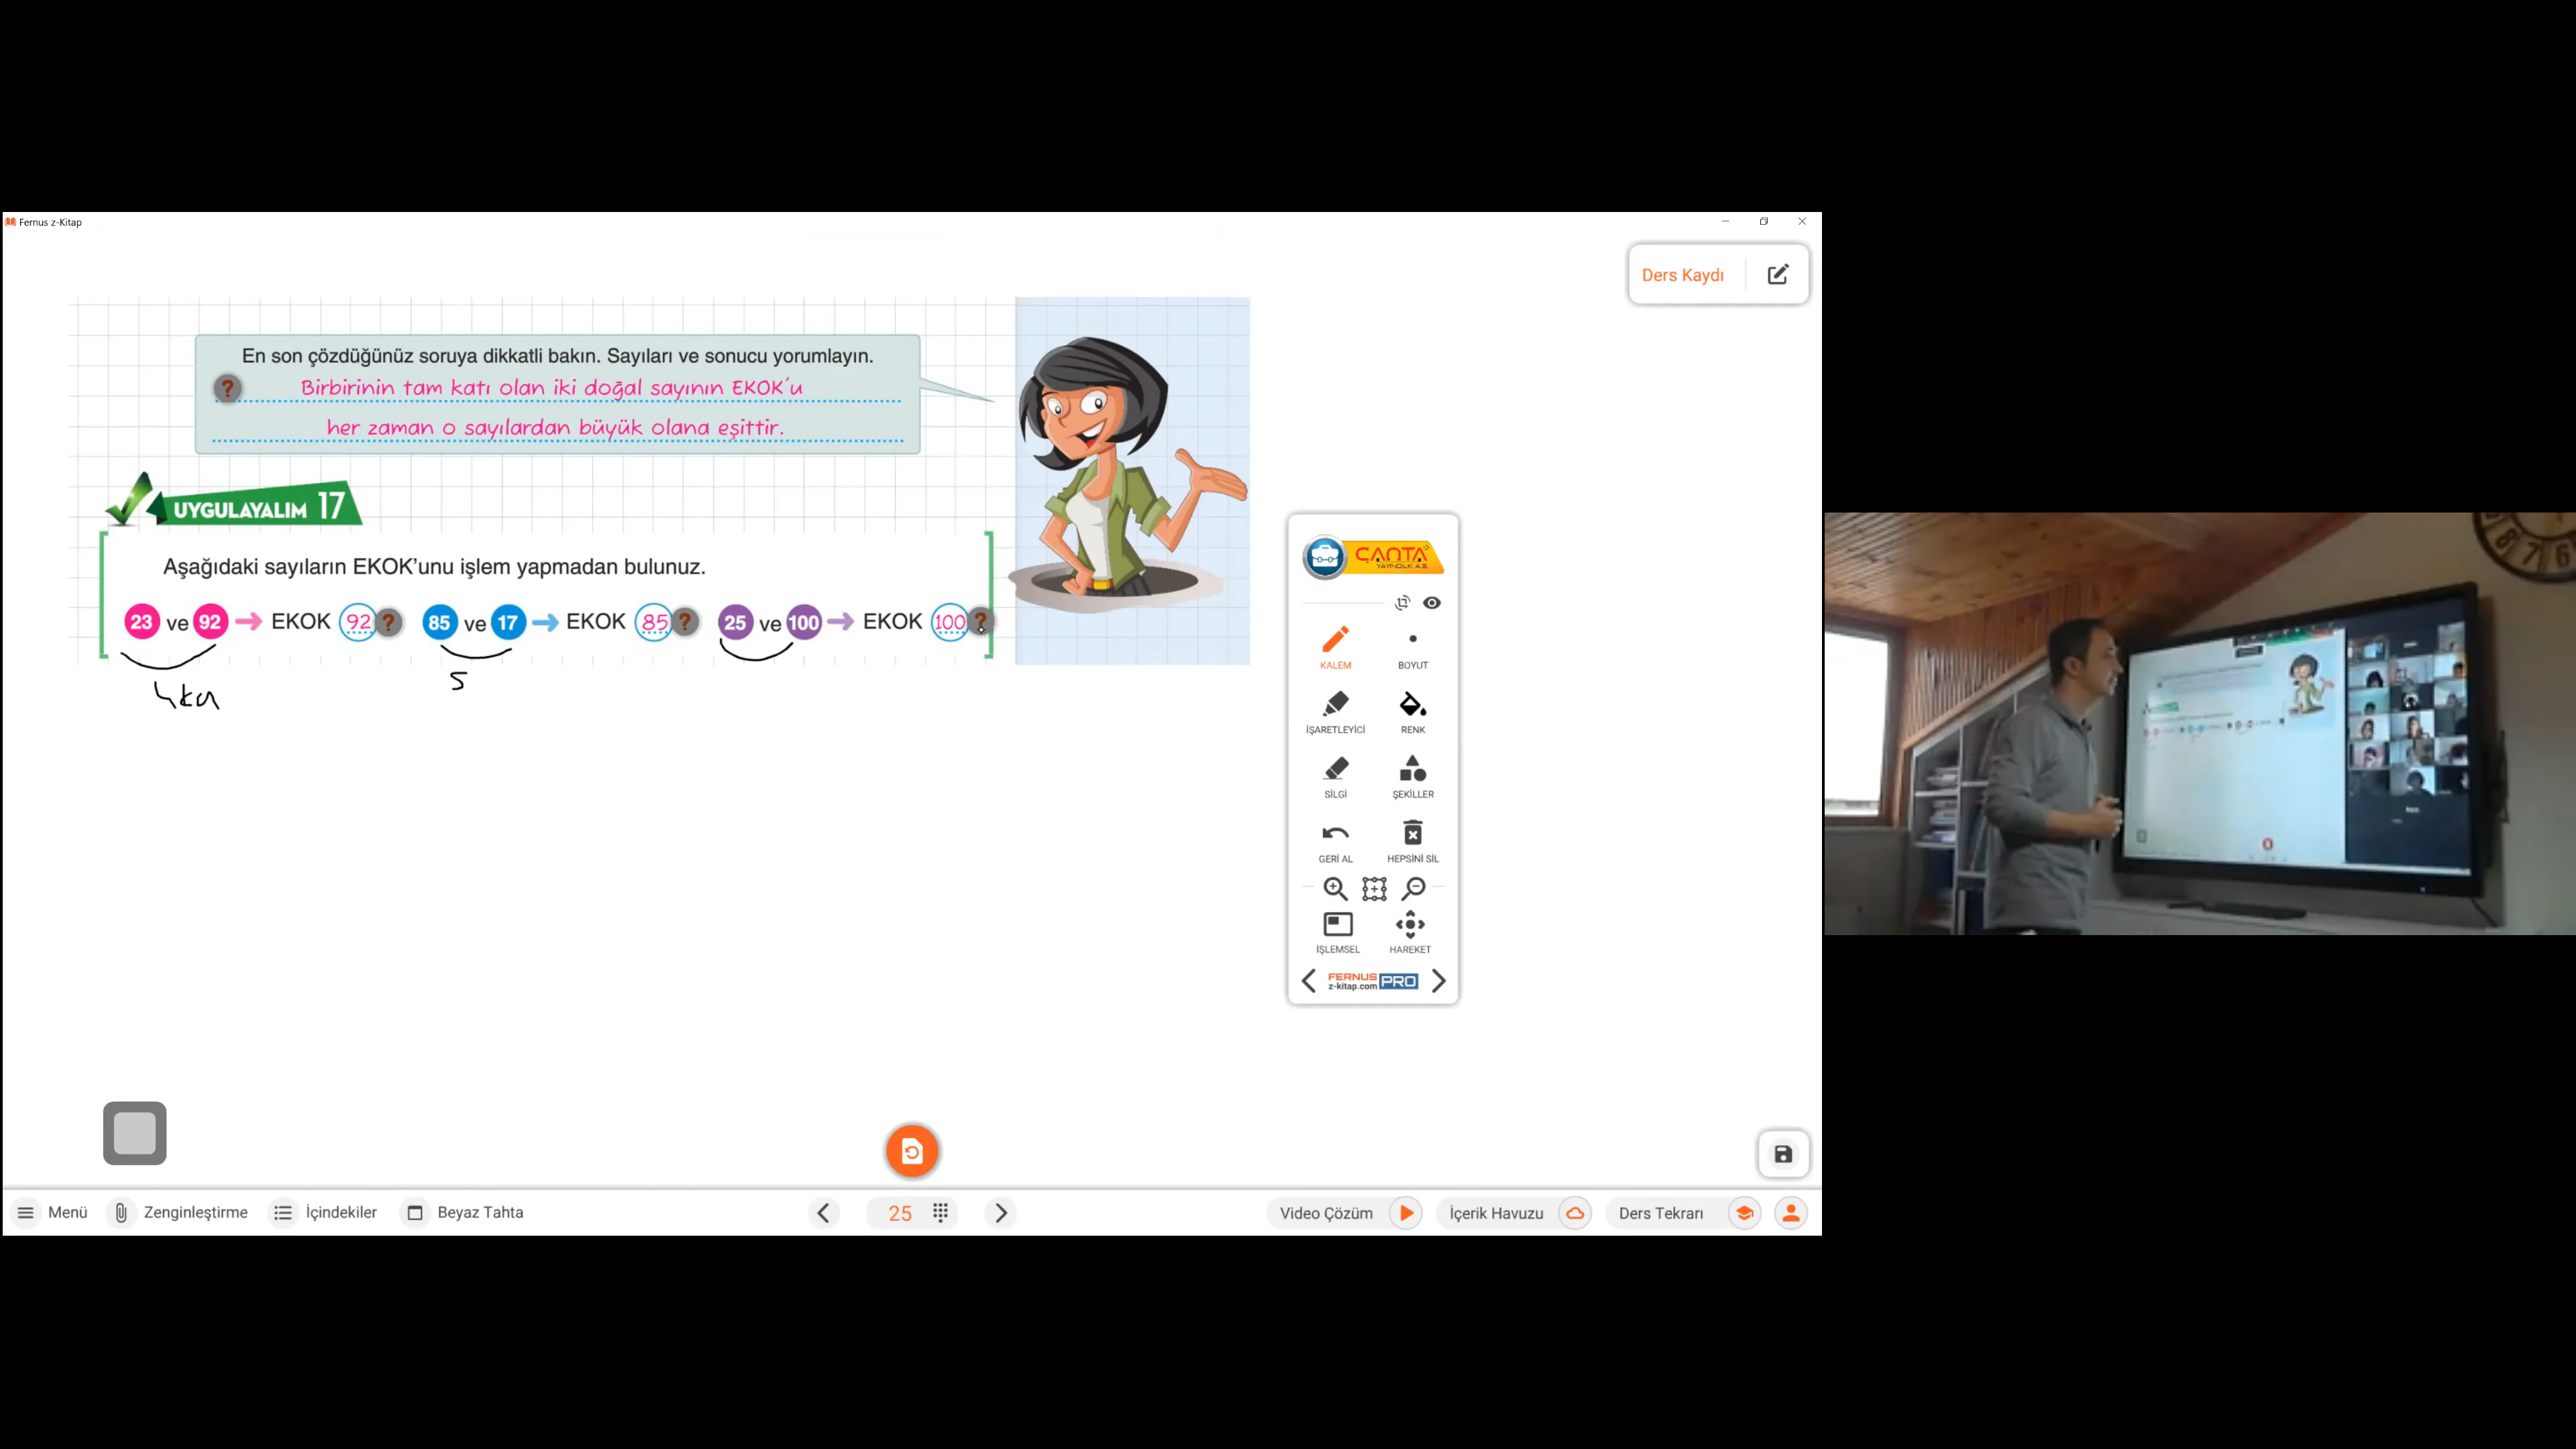 Fernus z-Kitap
Ders Kaydı
En son çözdüğünüz soruya dikkatli bakın. Sayıları ve sonucu yorumlayın.
? Birbirinin tam katı olan iki doğal sayının EKOK'u
her zaman o sayılardan büyük olana eşittir.
UYGULAYALIM 17
Aşağıdaki sayıların EKOK'unu işlem yapmadan bulunuz.
23 ve 92 → EKOK 92 ? 85 ve 17 → EKOK 85 ? 25 ve 100 → EKOK 100 ?
4 katı 5
ÇANTA
YAYINCILIK A.Ş.
KALEM BOYUT
İŞARETLEYİCİ RENK
SİLGİ ŞEKİLLER
GERİ AL HEPSİNİ SİL
İŞLEMSEL HAREKET
FERNUS
z-kitap.com PRO
Menü Zenginleştirme İçindekiler Beyaz Tahta 25 Video Çözüm İçerik Havuzu Ders Tekrarı
8 7 6